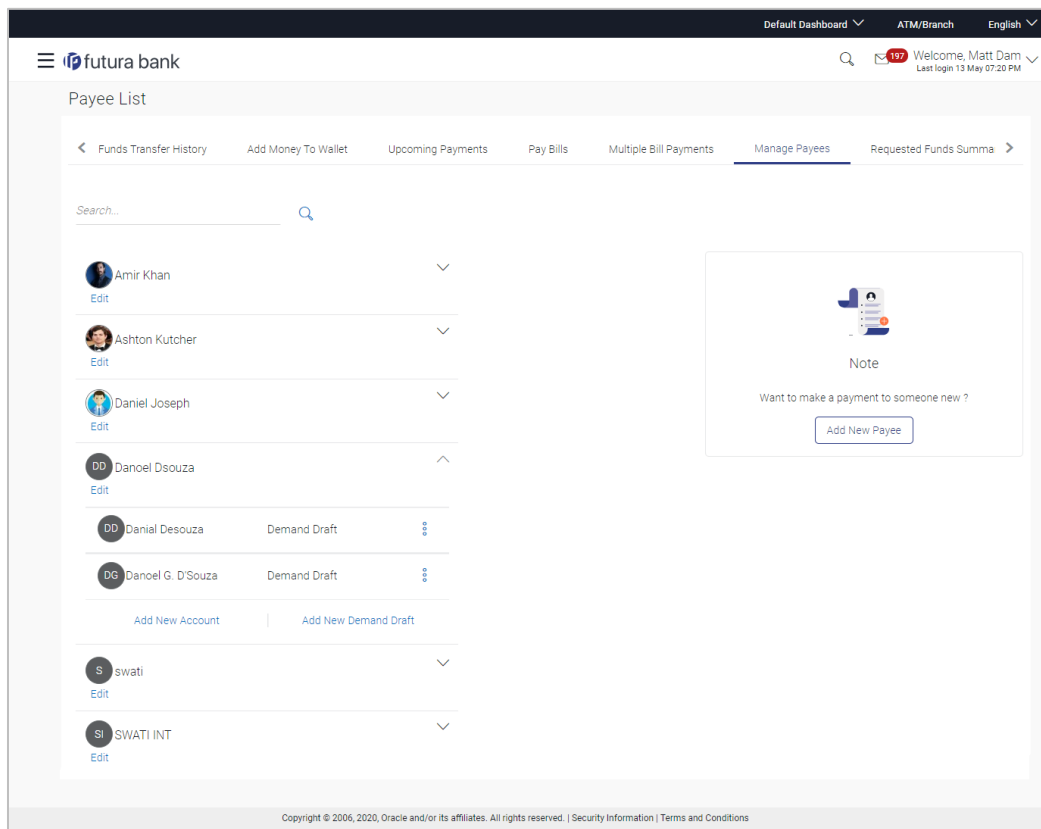 Default Dashboard ATM/Branch English
futura bank
197 Welcome, Matt Dam
Last login 13 May 07:20 PM
Payee List
Funds Transfer History Add Money To Wallet Upcoming Payments Pay Bills Multiple Bill Payments Manage Payees Requested Funds Summa
Search...
Amir Khan
Edit
Ashton Kutcher
Edit
Daniel Joseph
Edit
DD Danoel Dsouza
Edit
DD Danial Desouza Demand Draft
DG Danoel G. D'Souza Demand Draft
Add New Account | Add New Demand Draft
S swati
Edit
SI SWATI INT
Edit
Note
Want to make a payment to someone new ?
Add New Payee
Copyright © 2006, 2020, Oracle and/or its affiliates. All rights reserved. | Security Information | Terms and Conditions